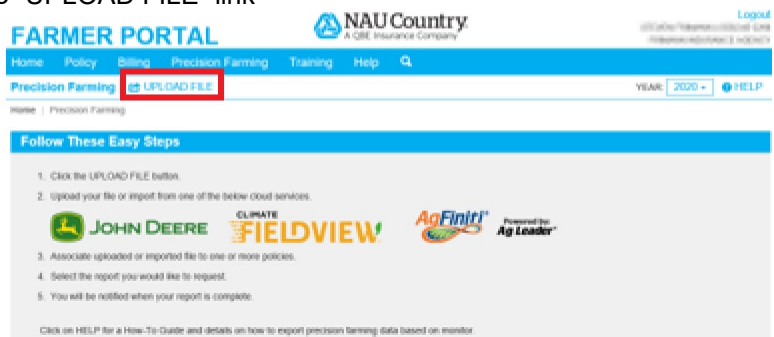 "UPLOAD FILE" link
FARMER PORTAL
NAU Country
A QBE Insurance Company
Logout
Home Policy Billing Precision Farming Training Help
Precision Farming UPLOAD FILE
YEAR: 2020 HELP
Home | Precision Farming
Follow These Easy Steps
1. Click the UPLOAD FILE button.
2. Upload your file or import from one of the below cloud services.
JOHN DEERE
CLIMATE
FIELDVIEW
AgFiniti
Powered by:
Ag Leader
3. Associate uploaded or imported file to one or more policies.
4. Select the report you would like to request.
5. You will be notified when your report is complete.
Click on HELP for a How-To Guide and details on how to export precision farming data based on monitor